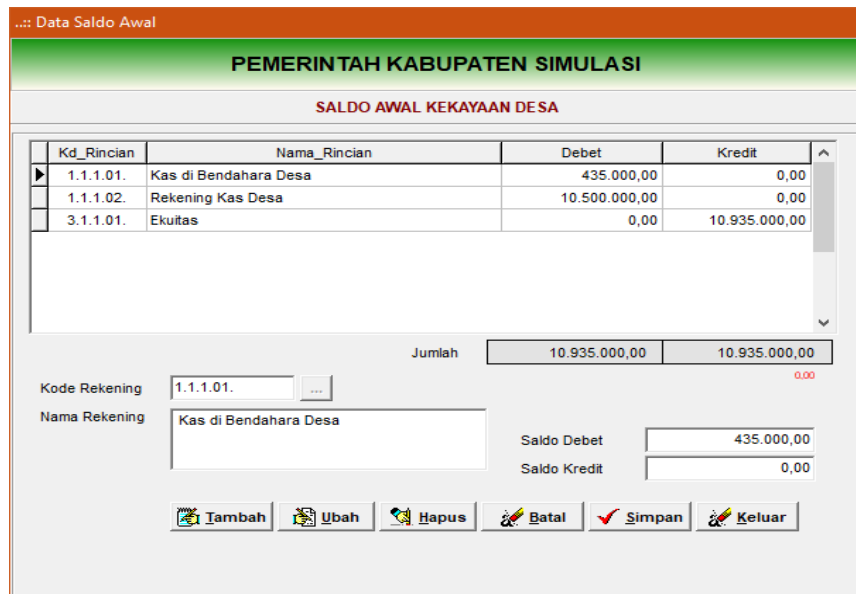 ..:: Data Saldo Awal
PEMERINTAH KABUPATEN SIMULASI
SALDO AWAL KEKAYAAN DESA
Kd_Rincian Nama_Rincian Debet Kredit
1.1.1.01. Kas di Bendahara Desa 435.000,00 0,00
1.1.1.02. Rekening Kas Desa 10.500.000,00 0,00
3.1.1.01. Ekuitas 0,00 10.935.000,00
Jumlah 10.935.000,00 10.935.000,00
0,00
Kode Rekening 1.1.1.01. ...
Nama Rekening Kas di Bendahara Desa
Saldo Debet 435.000,00
Saldo Kredit 0,00
Tambah Ubah Hapus Batal Simpan Keluar